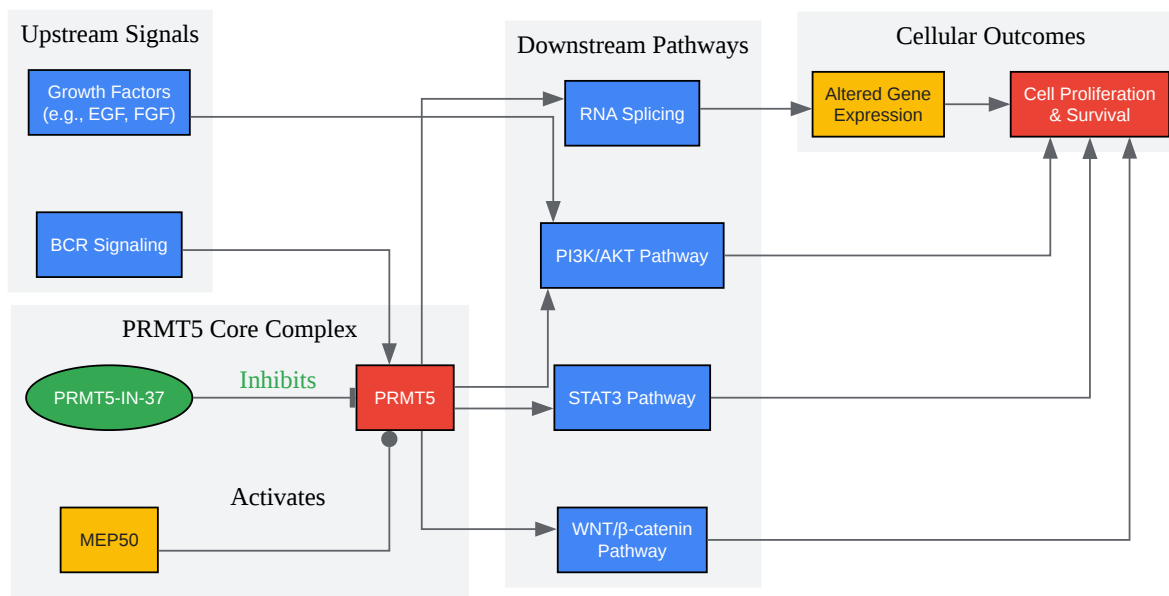 Upstream Signals
Growth Factors
(e.g., EGF, FGF)
BCR Signaling
PRMT5 Core Complex
PRMT5-IN-37
Inhibits
PRMT5
Activates
MEP50
Downstream Pathways
RNA Splicing
PI3K/AKT Pathway
STAT3 Pathway
WNT/β-catenin
Pathway
Cellular Outcomes
Altered Gene
Expression
Cell Proliferation
& Survival